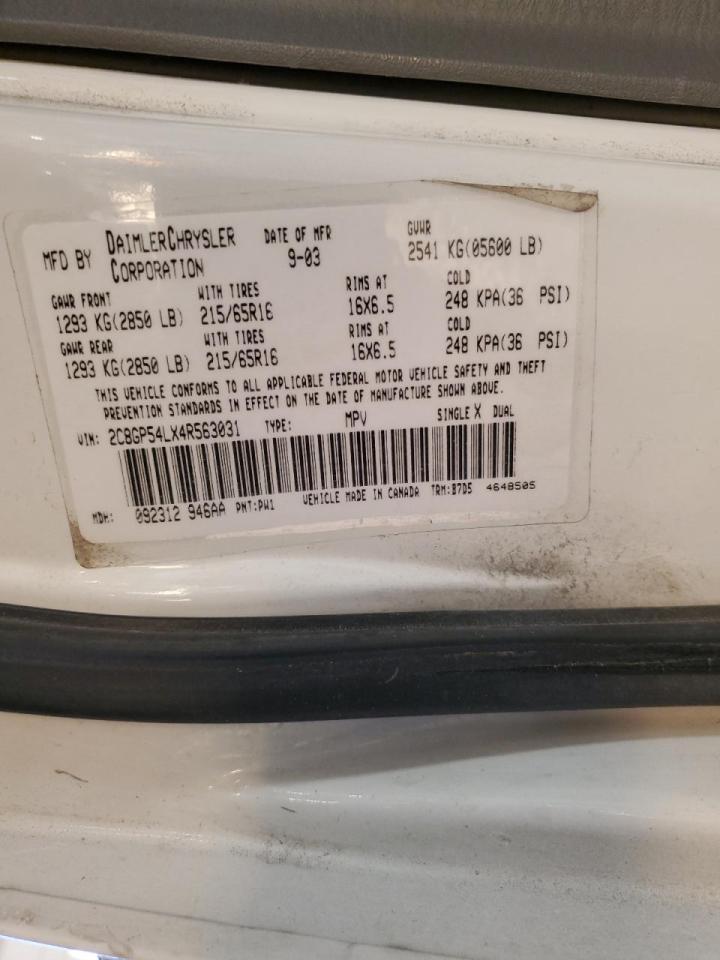 MFD BY DAIMLERCHRYSLER CORPORATION DATE OF MFR 9-03 GVWR 2541 KG(05600 LB)
GAWR FRONT WITH TIRES RIMS AT COLD
1293 KG(2850 LB) 215/65R16 16X6.5 248 KPA(36 PSI)
GAWR REAR WITH TIRES RIMS AT COLD
1293 KG(2850 LB) 215/65R16 16X6.5 248 KPA(36 PSI)
THIS VEHICLE CONFORMS TO ALL APPLICABLE FEDERAL MOTOR VEHICLE SAFETY AND THEFT
PREVENTION STANDARDS IN EFFECT ON THE DATE OF MANUFACTURE SHOWN ABOVE.
VIN: 2C8GP54LX4R563031 TYPE: MPV SINGLE X DUAL
MDH: 092312 946AA PNT:PW1 VEHICLE MADE IN CANADA TRM:B7D5 4648505